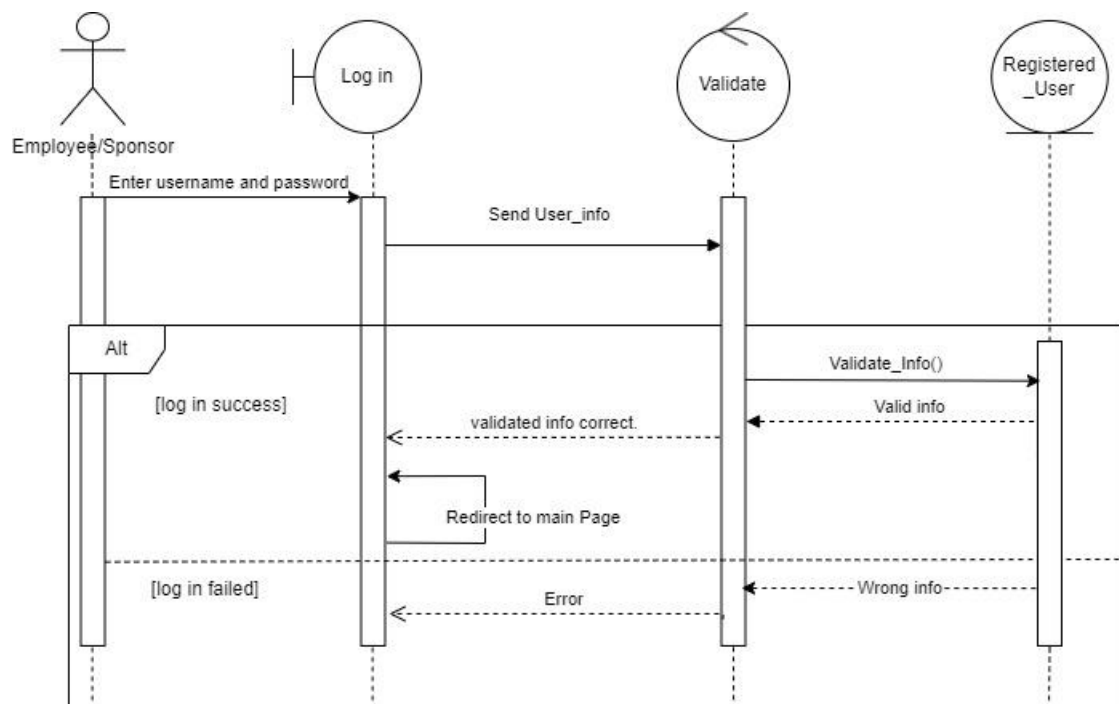 Log in
Validate
Registered
_User
Employee/Sponsor
Enter username and password
Send User_info
Alt
Validate_Info()
[log in success]
Valid info
validated info correct.
Redirect to main Page
[log in failed]
Wrong info
Error